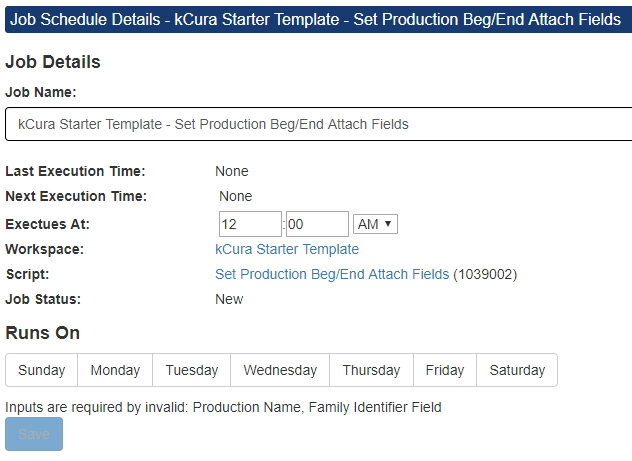 Job Schedule Details - kCura Starter Template - Set Production Beg/End Attach Fields
Job Details
Job Name:
kCura Starter Template - Set Production Beg/End Attach Fields
Last Execution Time: None
Next Execution Time: None
Exectues At: 12 : 00 AM ▼
Workspace: kCura Starter Template
Script: Set Production Beg/End Attach Fields (1039002)
Job Status: New
Runs On
Sunday Monday Tuesday Wednesday Thursday Friday Saturday
Inputs are required by invalid: Production Name, Family Identifier Field
Save